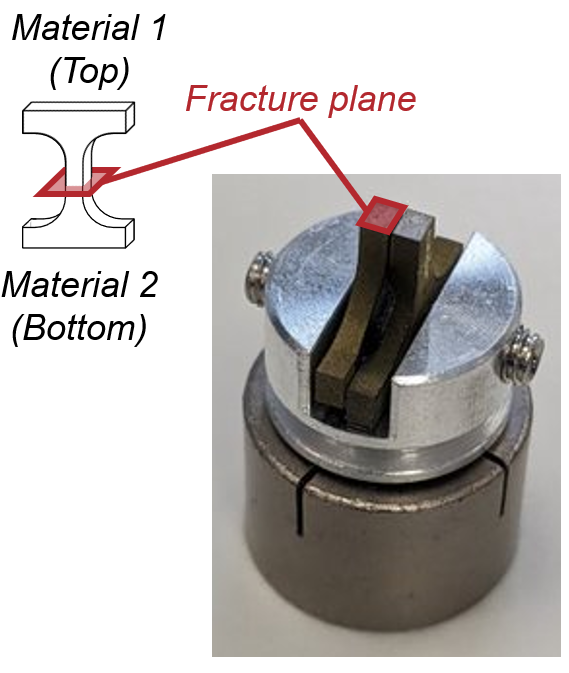 Material 1
(Top)
Fracture plane
Material 2
(Bottom)